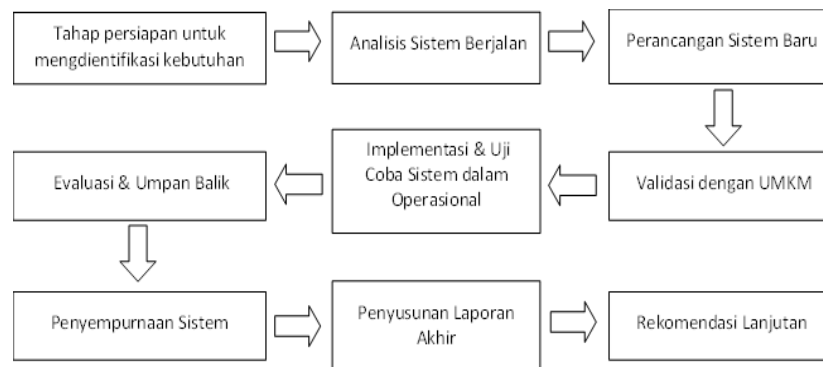 Tahap persiapan untuk
mengdientifikasi kebutuhan
Analisis Sistem Berjalan
Perancangan Sistem Baru
Validasi dengan UMKM
Implementasi & Uji
Coba Sistem dalam
Operasional
Evaluasi & Umpan Balik
Penyempurnaan Sistem
Penyusunan Laporan
Akhir
Rekomendasi Lanjutan